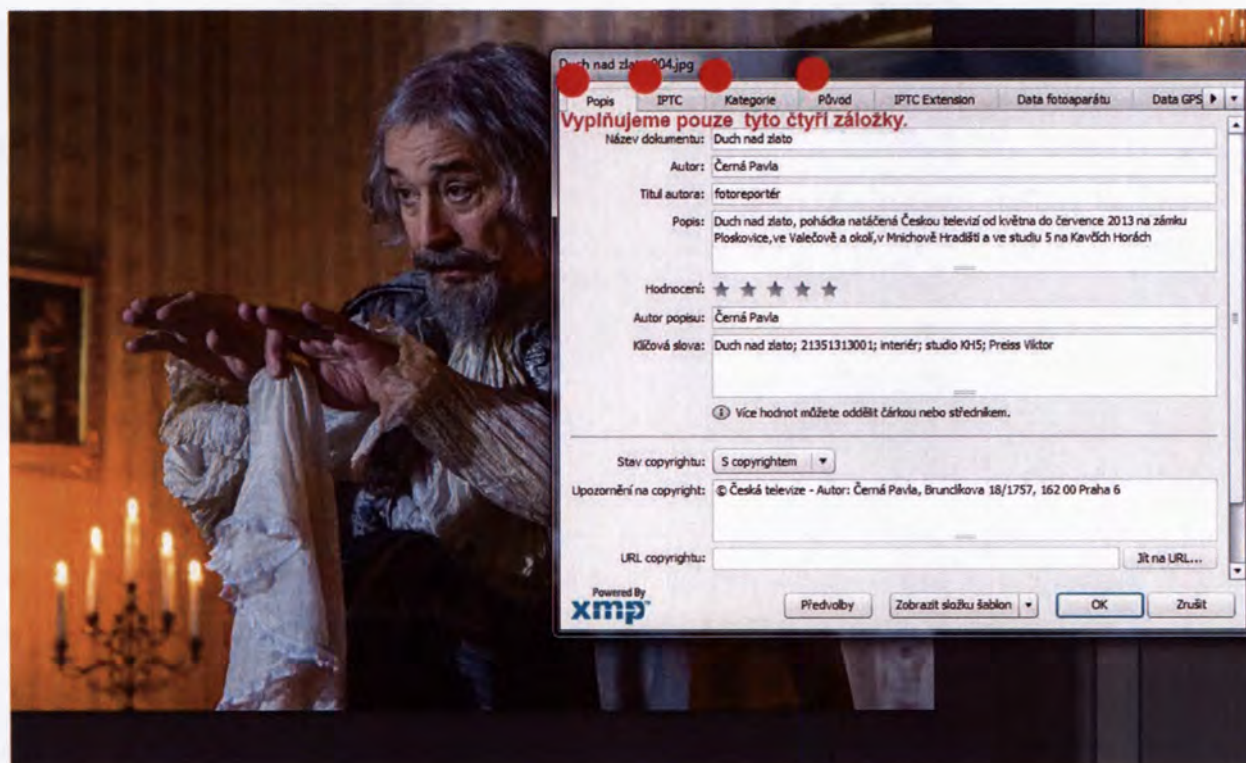 Duch nad zlato 004.jpg
Popis IPTC Kategorie Původ IPTC Extension Data fotoaparátu Data GPS
Vyplňujeme pouze tyto čtyři záložky.
Název dokumentu: Duch nad zlato
Autor: Černá Pavla
Titul autora: fotoreportér
Popis: Duch nad zlato, pohádka natáčená Českou televizí od května do července 2013 na zámku
Ploskovice,ve Valečově a okolí,v Mnichově Hradišti a ve studiu 5 na Kavčích Horách
Hodnocení:
Autor popisu: Černá Pavla
Klíčová slova: Duch nad zlato; 21351313001; interiér; studio KH5; Preiss Viktor
Více hodnot můžete oddělit čárkou nebo středníkem.
Stav copyrightu: S copyrightem
Upozornění na copyright: © Česká televize - Autor: Černá Pavla, Brunclíkova 18/1757, 162 00 Praha 6
URL copyrightu: Jít na URL...
Powered By
xmp
Předvolby Zobrazit složku šablon OK Zrušit